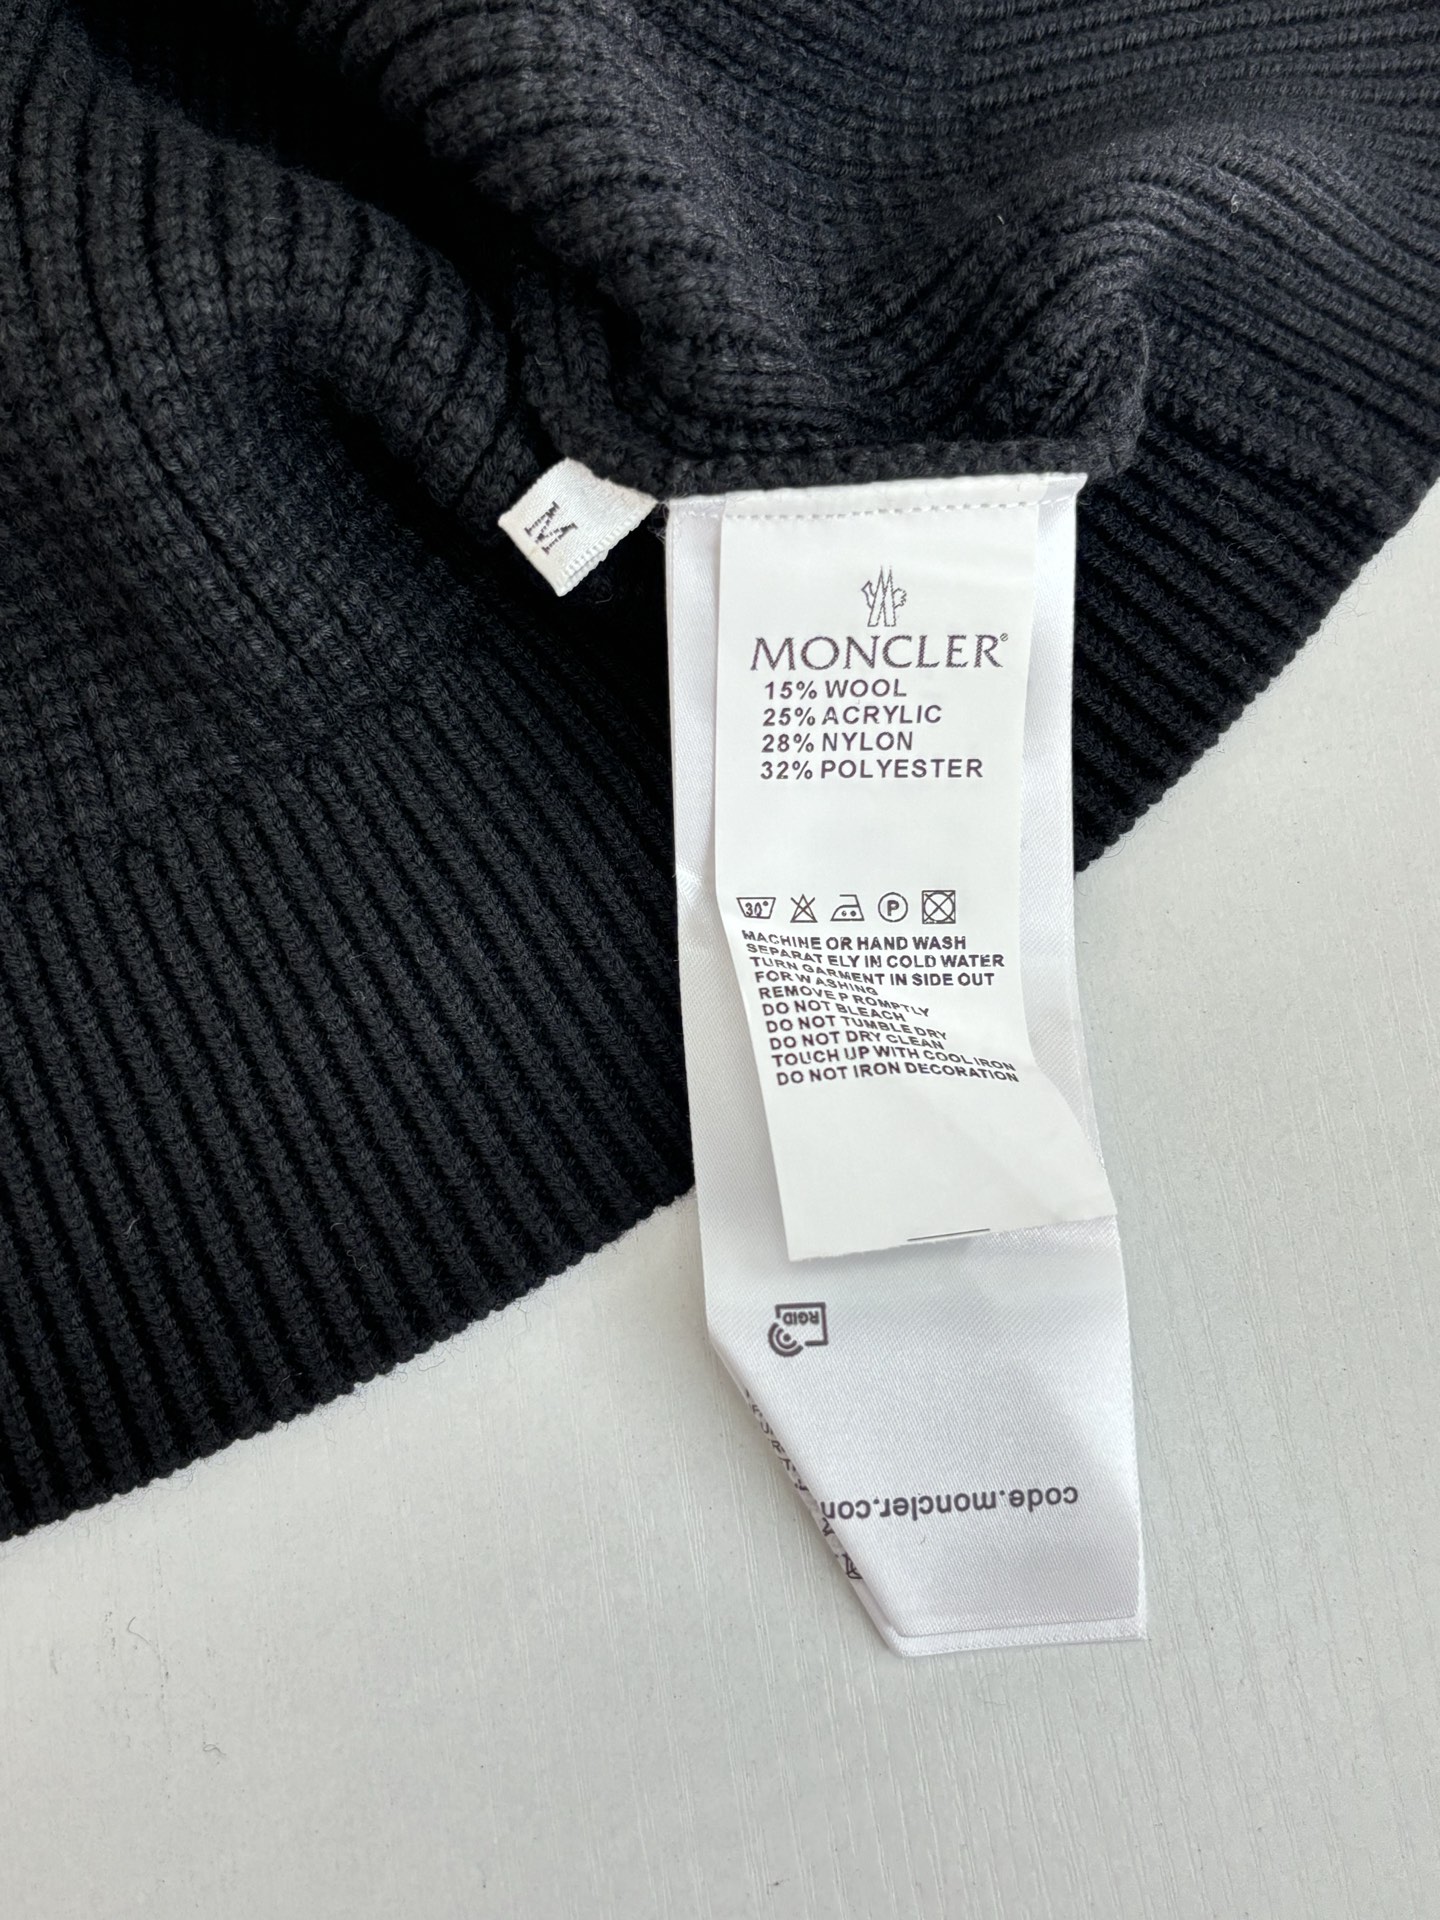 M
MONCLER®
15% WOOL
25% ACRYLIC
28% NYLON
32% POLYESTER
30° P
MACHINE OR HAND WASH
SEPARAT ELY IN COLD WATER
TURN GARMENT IN SIDE OUT
FOR WASHING
REMOVE P ROMPTLY
DO NOT BLEACH
DO NOT TUMBLE DRY
DO NOT DRY CLEAN
TOUCH UP WITH COOL IRON
DO NOT IRON DECORATION
RGID
code.moncler.com